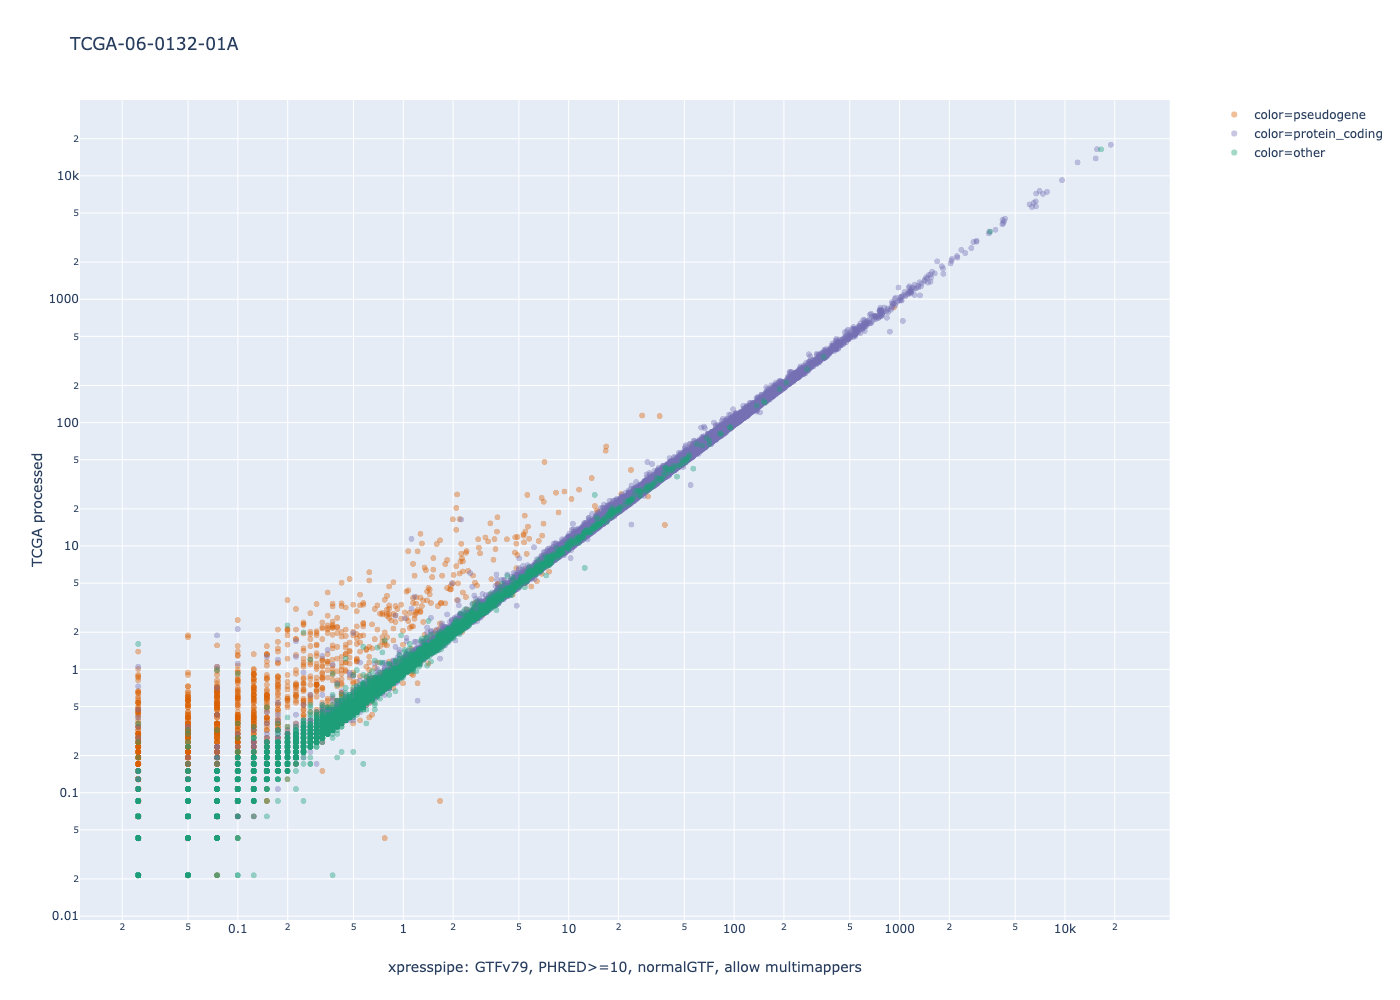 TCGA-06-0132-01A
color=pseudogene
color=protein_coding
color=other
TCGA processed
2
10k
5
2
1000
5
2
100
5
2
10
5
2
1
5
2
0.1
5
2
0.01
2 5 0.1 2 5 1 2 5 10 2 5 100 2 5 1000 2 5 10k 2
xpresspipe: GTFv79, PHRED>=10, normalGTF, allow multimappers